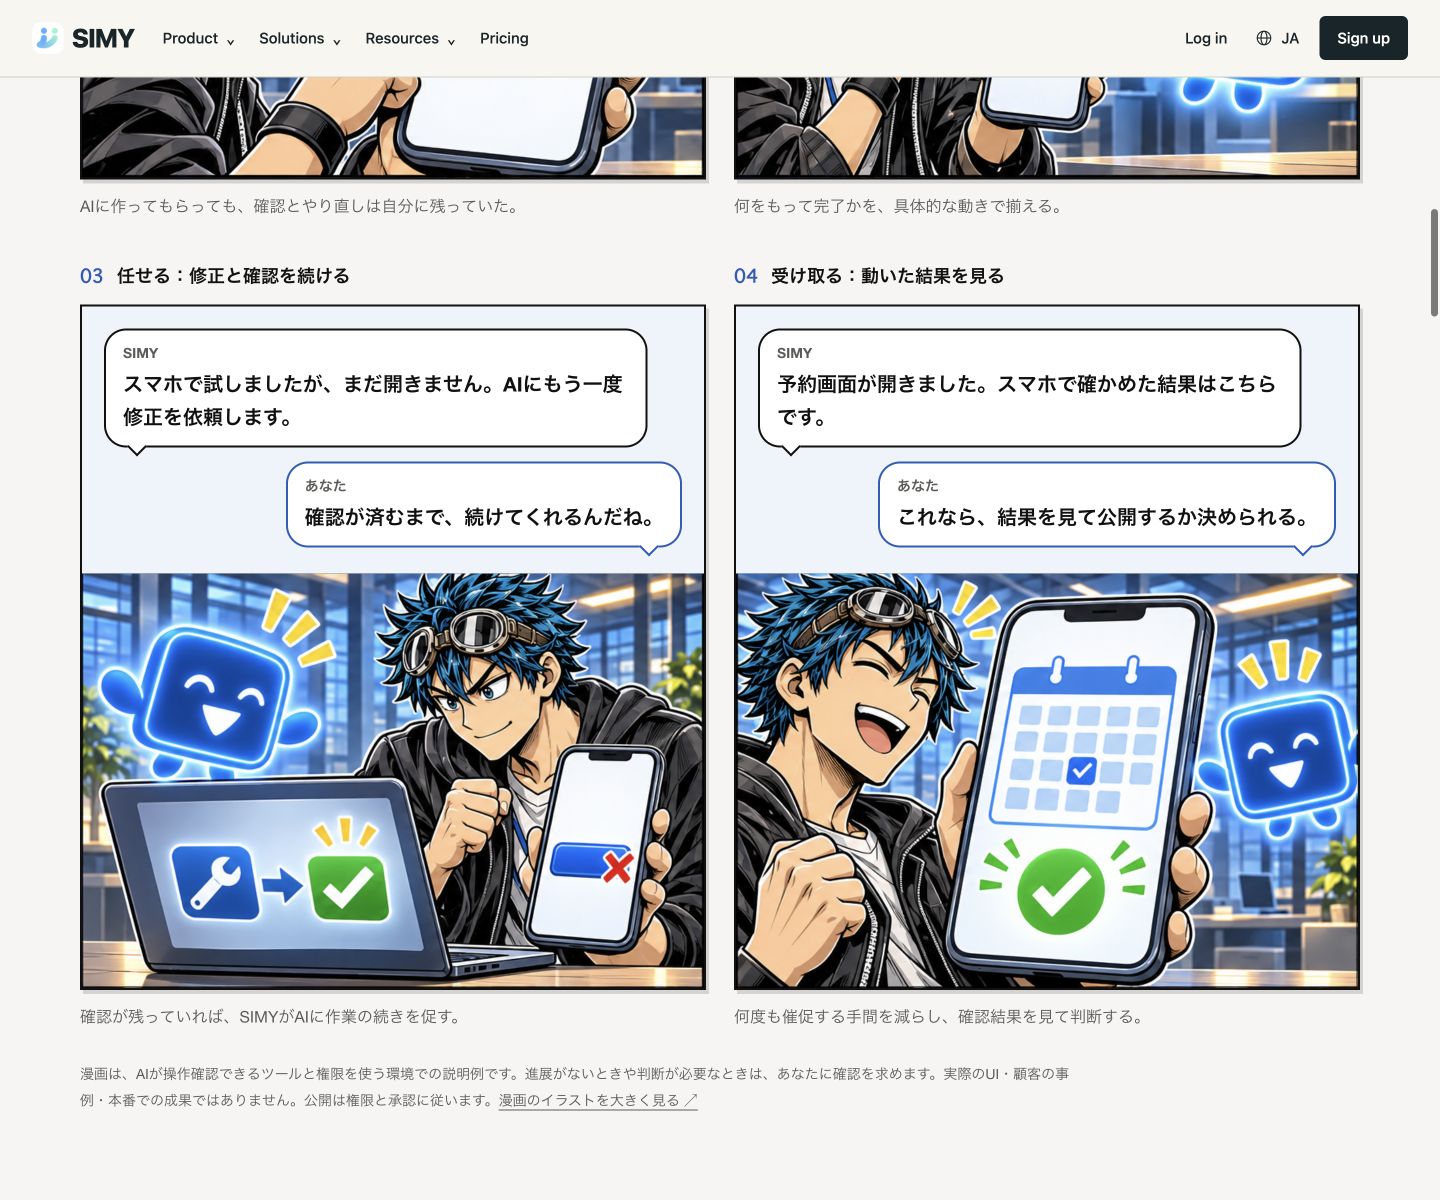 SIMY
Product
Solutions
Resources
Pricing
Log in
JA
Sign up
AIに作ってもらっても、確認とやり直しは自分に残っていた。
何をもって完了かを、具体的な動きで揃える。
03 任せる：修正と確認を続ける
SIMY
スマホで試しましたが、まだ開きません。AIにもう一度
修正を依頼します。
あなた
確認が済むまで、続けてくれるんだね。
確認が残っていれば、SIMYがAIに作業の続きを促す。
04 受け取る：動いた結果を見る
SIMY
予約画面が開きました。スマホで確かめた結果はこちら
です。
あなた
これなら、結果を見て公開するか決められる。
何度も催促する手間を減らし、確認結果を見て判断する。
漫画は、AIが操作確認できるツールと権限を使う環境での説明例です。進展がないときや判断が必要なときは、あなたに確認を求めます。実際のUI・顧客の事
例・本番での成果ではありません。公開は権限と承認に従います。漫画のイラストを大きく見る ↗